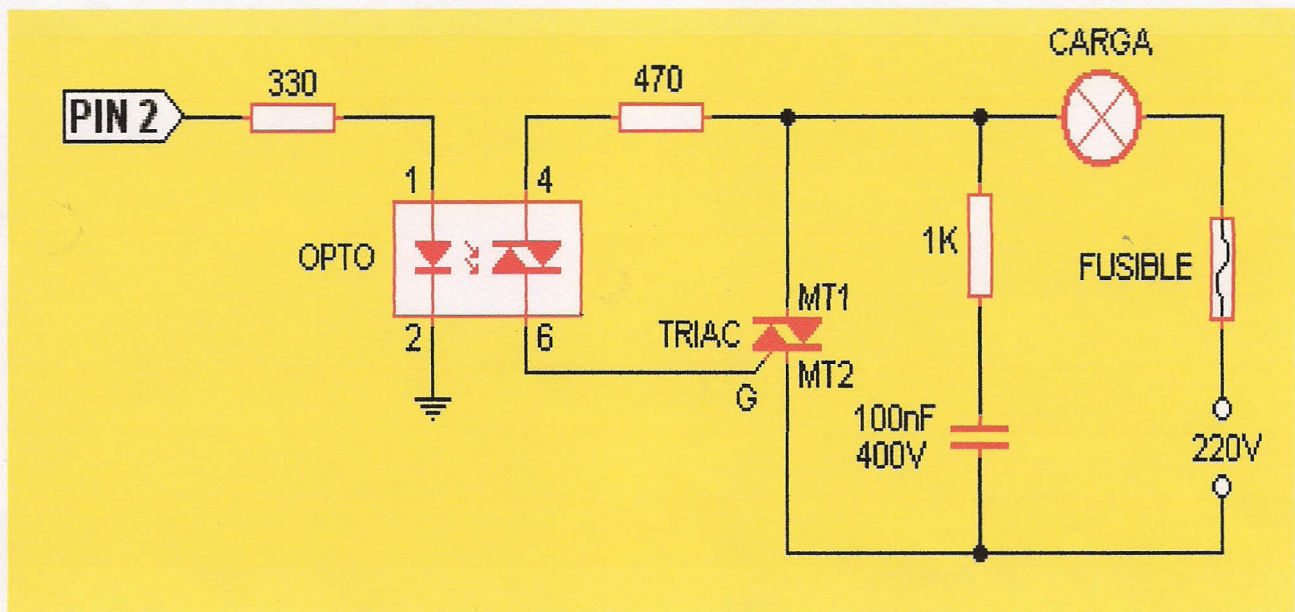 CARGA
330
470
PIN 2
1
4
1K
OPTO
FUSIBLE
MT1
2
6
TRIAC
MT2
G
100nF
400V
220V